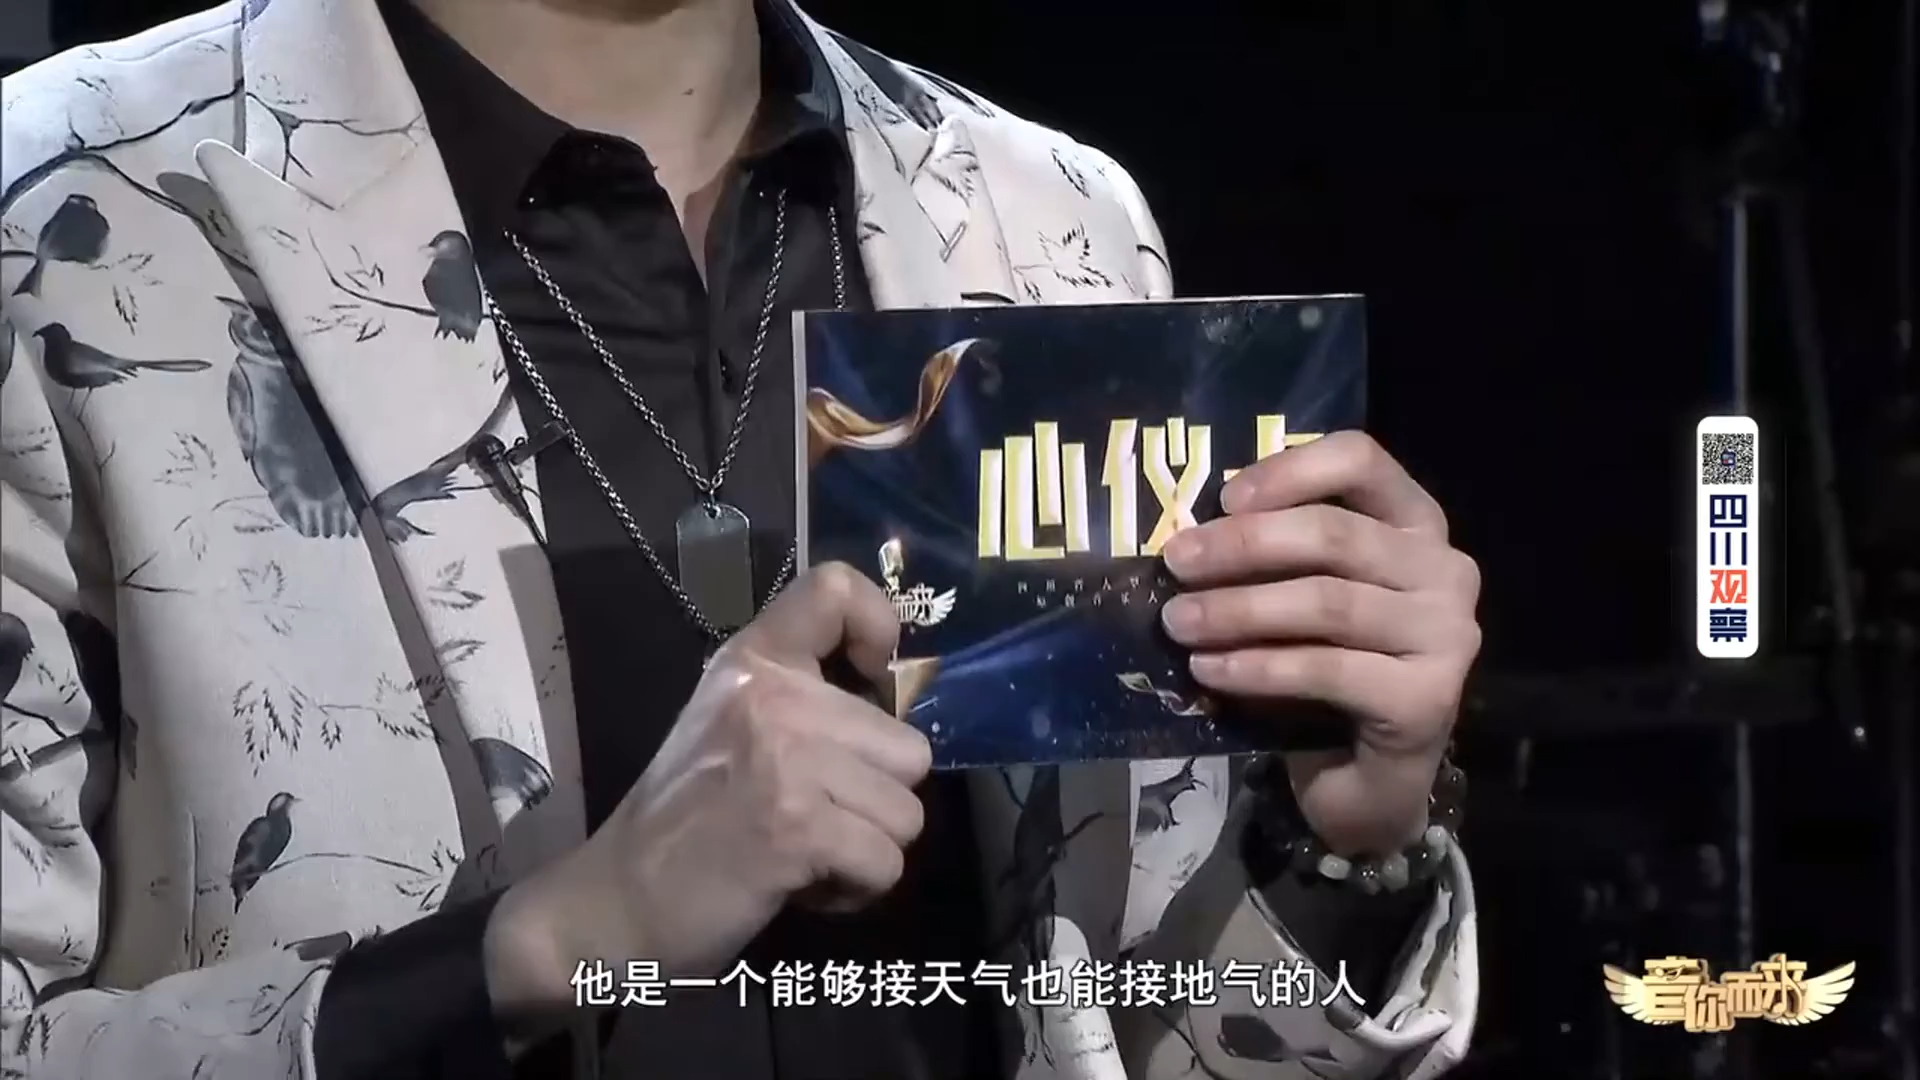 心仪
四川观察
他是一个能够接天气也能接地气的人
音你而来